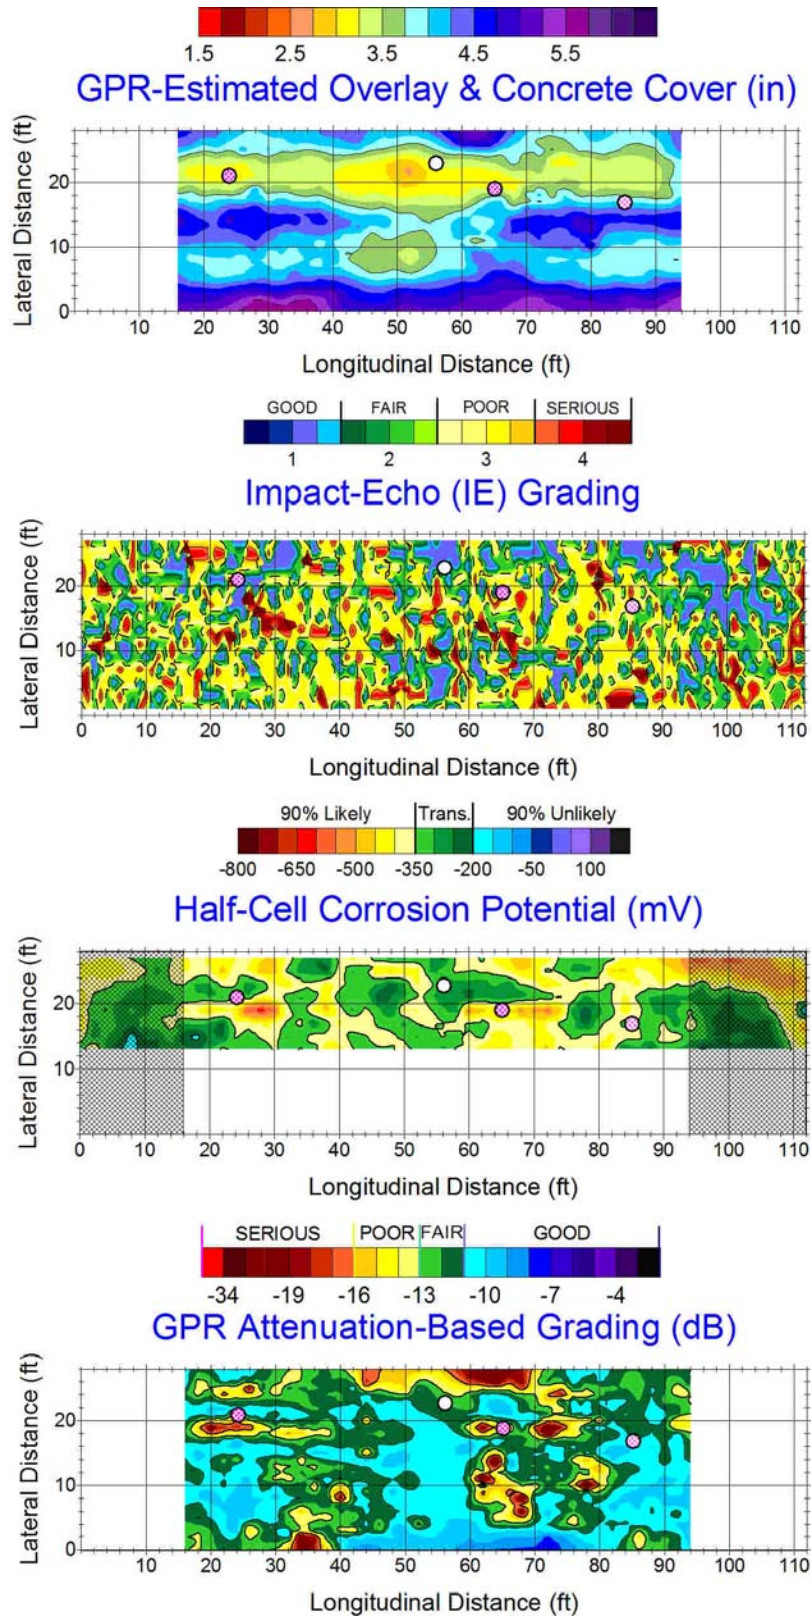 1.5 2.5 3.5 4.5 5.5
GPR-Estimated Overlay & Concrete Cover (in)
Lateral Distance (ft)
20
10
0
10 20 30 40 50 60 70 80 90 100 110
Longitudinal Distance (ft)
GOOD FAIR POOR SERIOUS
1 2 3 4
Impact-Echo (IE) Grading
Lateral Distance (ft)
20
10
0 10 20 30 40 50 60 70 80 90 100 110
Longitudinal Distance (ft)
90% Likely Trans. 90% Unlikely
-800 -650 -500 -350 -200 -50 100
Half-Cell Corrosion Potential (mV)
Lateral Distance (ft)
20
10
0 10 20 30 40 50 60 70 80 90 100 110
Longitudinal Distance (ft)
SERIOUS POOR FAIR GOOD
-34 -19 -16 -13 -10 -7 -4
GPR Attenuation-Based Grading (dB)
Lateral Distance (ft)
20
10
0
10 20 30 40 50 60 70 80 90 100 110
Longitudinal Distance (ft)